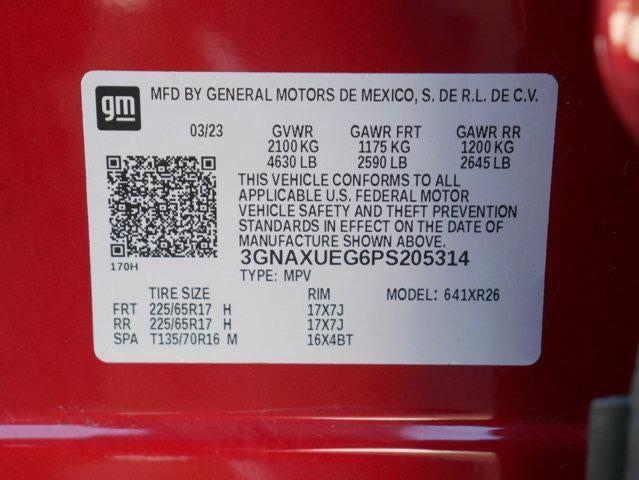 gm
MFD BY GENERAL MOTORS DE MEXICO, S. DE R.L. DE C.V.
03/23 GVWR GAWR FRT GAWR RR
2100 KG 1175 KG 1200 KG
4630 LB 2590 LB 2645 LB
THIS VEHICLE CONFORMS TO ALL
APPLICABLE U.S. FEDERAL MOTOR
VEHICLE SAFETY AND THEFT PREVENTION
STANDARDS IN EFFECT ON THE DATE
OF MANUFACTURE SHOWN ABOVE.
3GNAXUEG6PS205314
170H
TYPE: MPV
TIRE SIZE RIM MODEL: 641XR26
FRT 225/65R17 H 17X7J
RR 225/65R17 H 17X7J
SPA T135/70R16 M 16X4BT